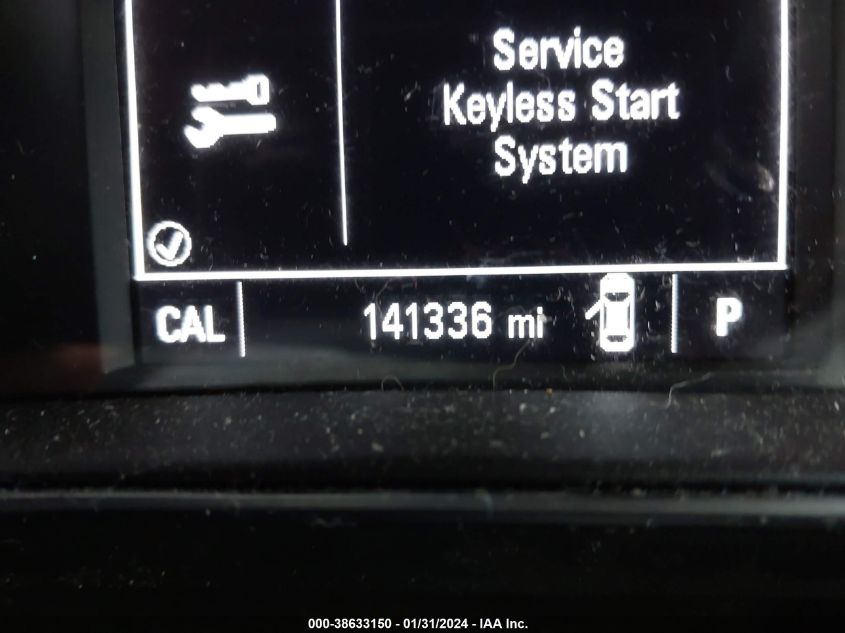 Service
Keyless Start
System
CAL 141336 mi P
000-38633150 - 01/31/2024 - IAA Inc.